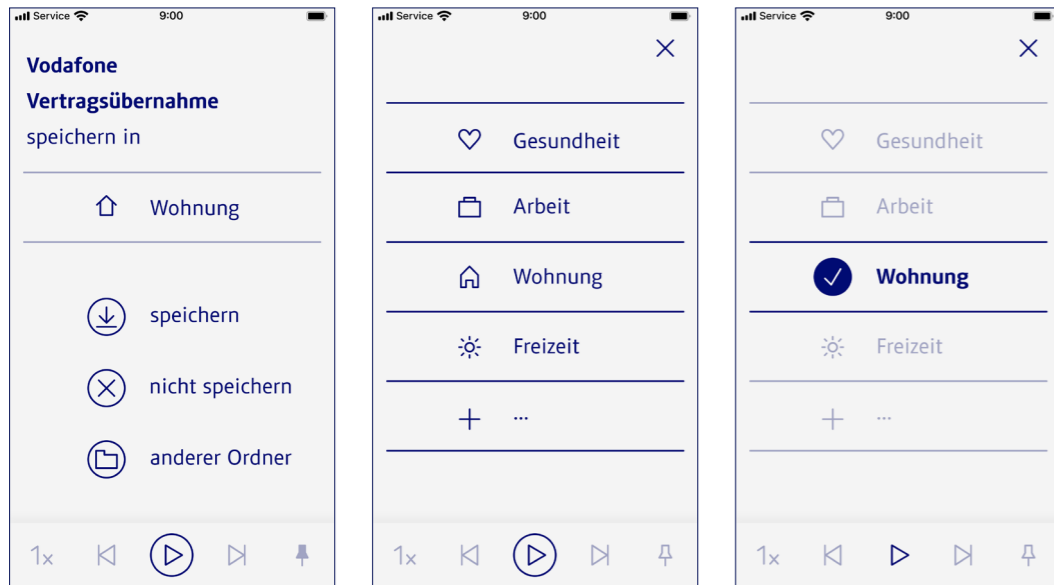 Service 9:00
Vodafone
Vertragsübernahme
speichern in
Wohnung
speichern
nicht speichern
anderer Ordner
1x
Service 9:00
Gesundheit
Arbeit
Wohnung
Freizeit
...
1x
Service 9:00
Gesundheit
Arbeit
Wohnung
Freizeit
...
1x